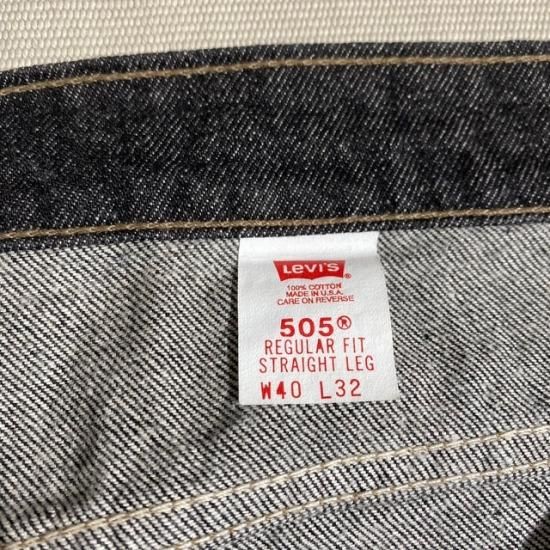 LEVI'S
100% COTTON
MADE IN U.S.A.
CARE ON REVERSE
505®
REGULAR FIT
STRAIGHT LEG
W40 L32